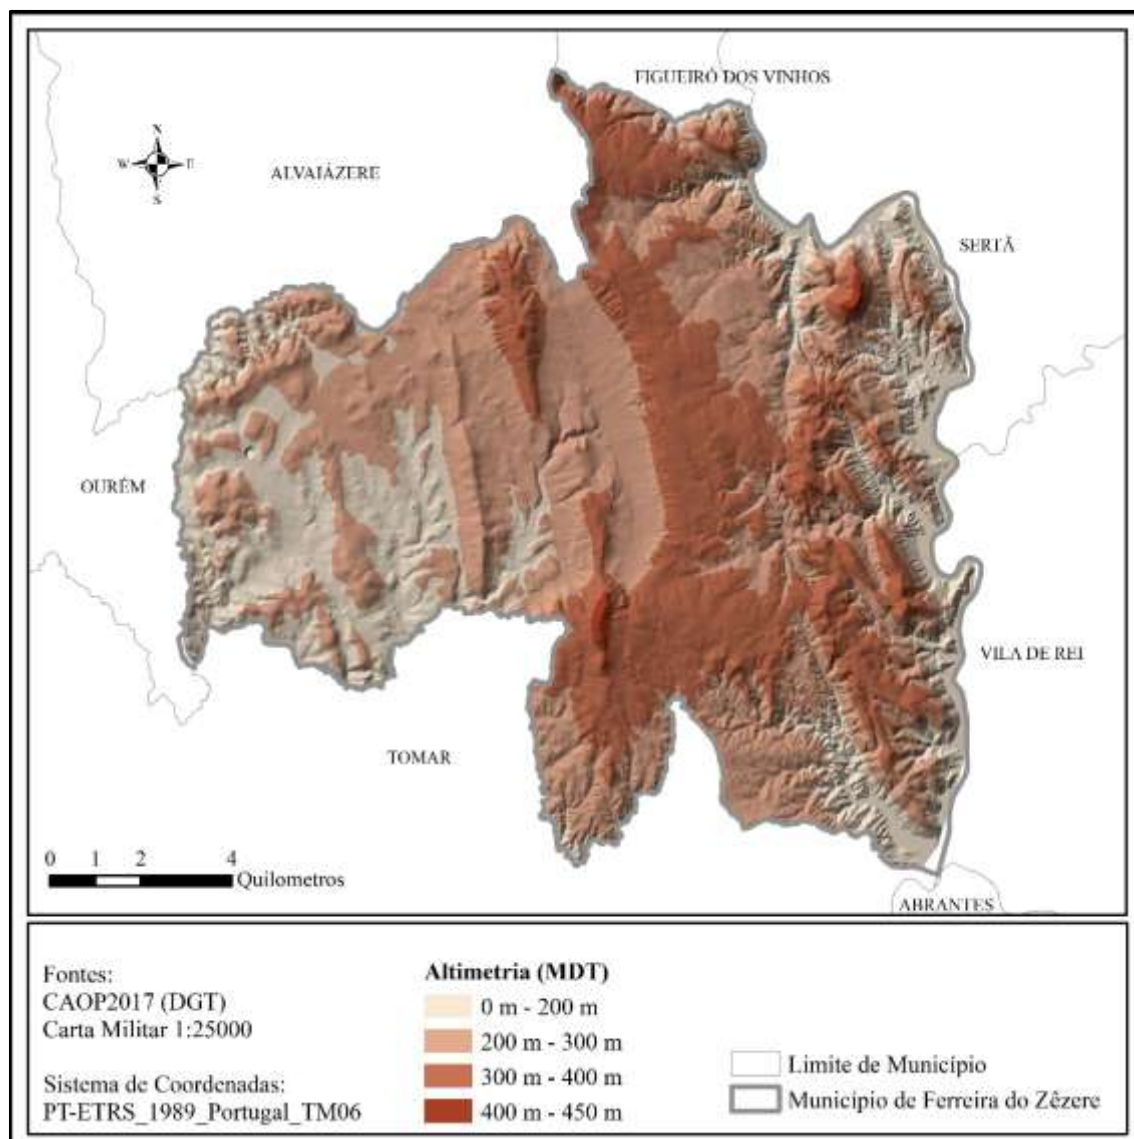 FIGUEIRÓ DOS VINHOS
N
W E
S
ALVAIÁZERE
SERTÃ
OURÉM
VILA DE REI
TOMAR
0 1 2 4
Quilometros
ABRANTES
Fontes:
CAOP2017 (DGT)
Carta Militar 1:25000
Sistema de Coordenadas:
PT-ETRS_1989_Portugal_TM06
Altimetria (MDT)
0 m - 200 m
200 m - 300 m
300 m - 400 m
400 m - 450 m
Limite de Município
Município de Ferreira do Zêzere